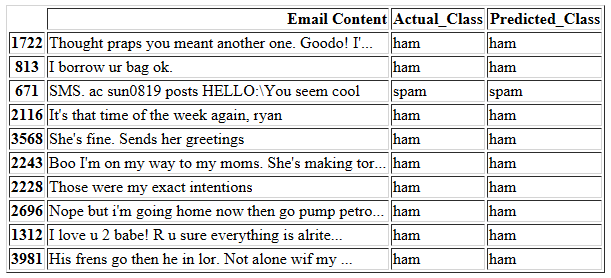 Email Content Actual_Class Predicted_Class
1722 Thought praps you meant another one. Goodo! I'... ham ham
813 I borrow ur bag ok. ham ham
671 SMS. ac sun0819 posts HELLO:\You seem cool spam spam
2116 It's that time of the week again, ryan ham ham
3568 She's fine. Sends her greetings ham ham
2243 Boo I'm on my way to my moms. She's making tor... ham ham
2228 Those were my exact intentions ham ham
2696 Nope but i'm going home now then go pump petro... ham ham
1312 I love u 2 babe! R u sure everything is alrite... ham ham
3981 His frens go then he in lor. Not alone wif my ... ham ham